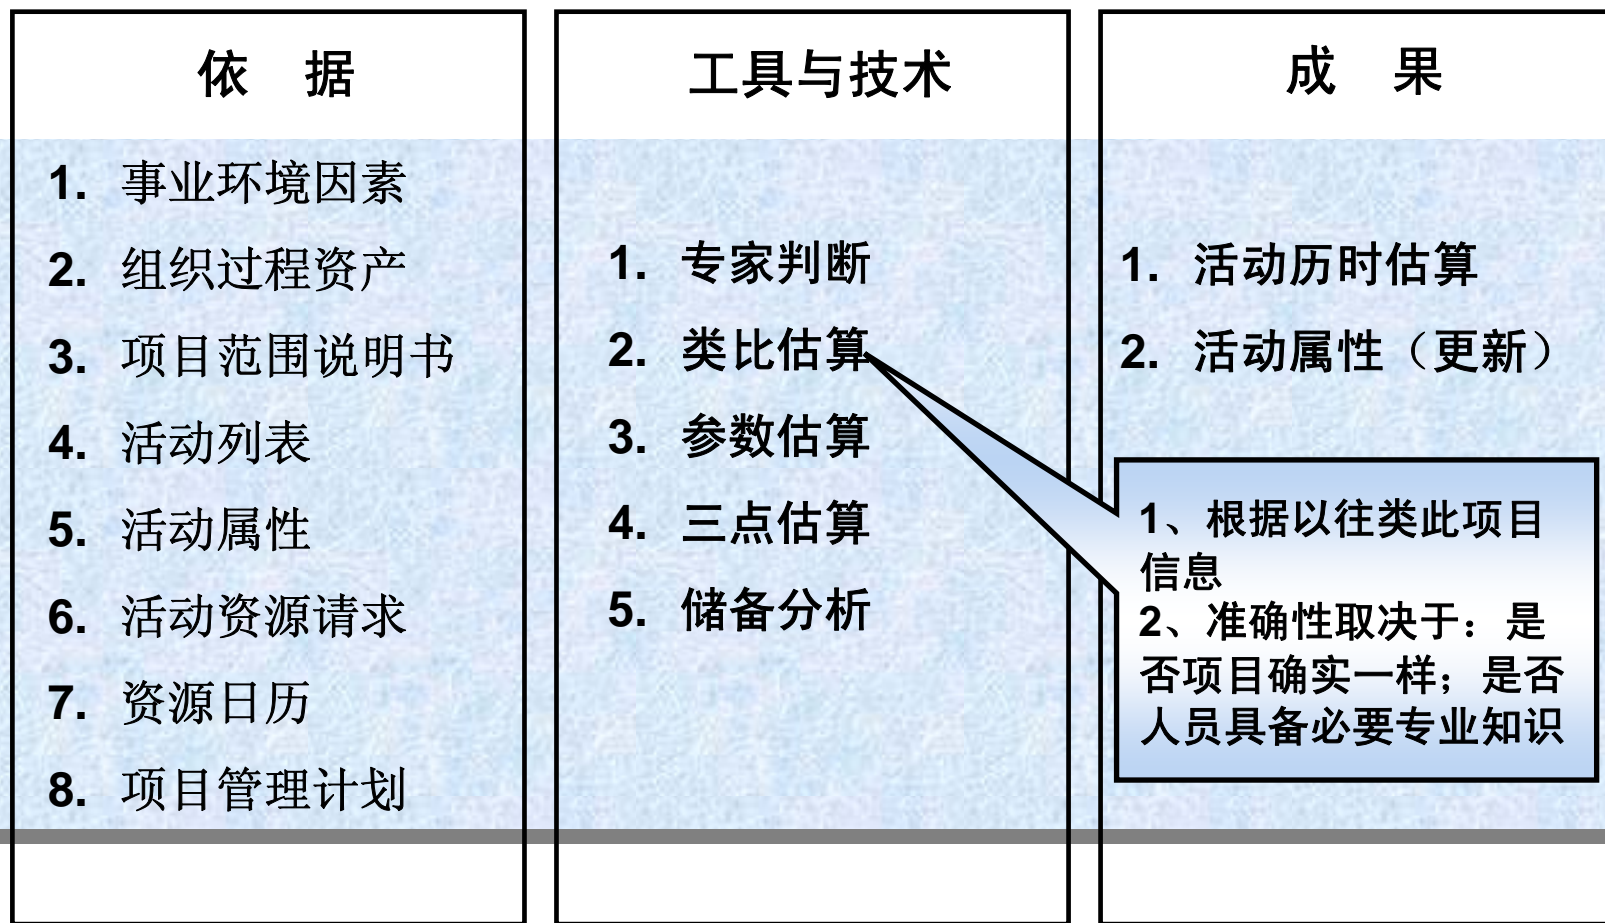 依 据
1. 事业环境因素
2. 组织过程资产
3. 项目范围说明书
4. 活动列表
5. 活动属性
6. 活动资源请求
7. 资源日历
8. 项目管理计划
工具与技术
1. 专家判断
2. 类比估算
3. 参数估算
4. 三点估算
5. 储备分析
成 果
1. 活动历时估算
2. 活动属性（更新）
1、根据以往类此项目
信息
2、准确性取决于：是
否项目确实一样；是否
人员具备必要专业知识